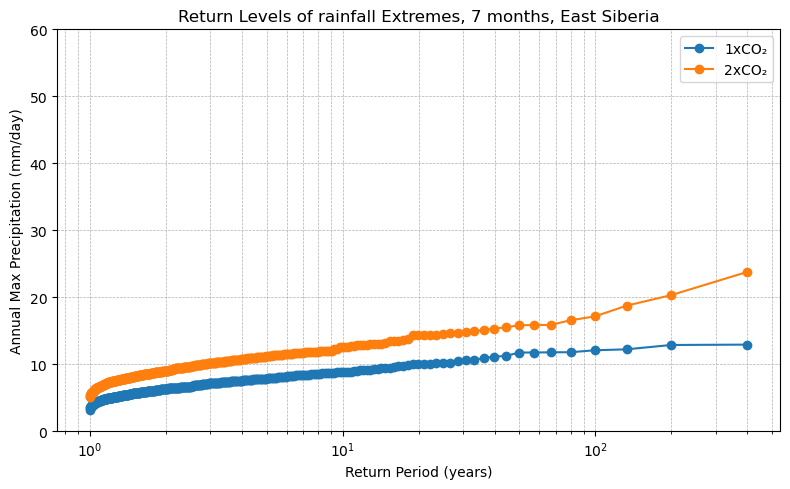 Return Levels of rainfall Extremes, 7 months, East Siberia
60
50
40
30
20
10
0
Annual Max Precipitation (mm/day)
1xCO₂
2xCO₂
10⁰
10¹
10²
Return Period (years)